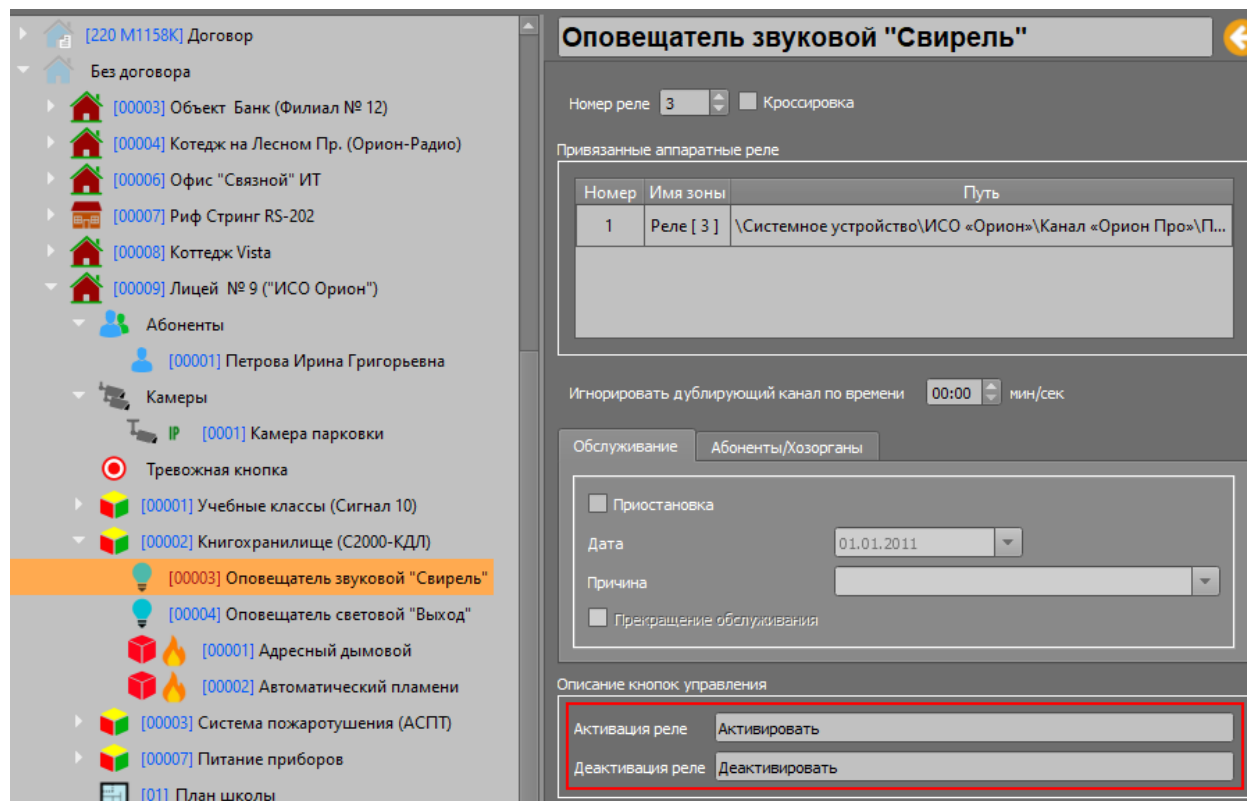 [220 M1158K] Договор
Без договора
[00003] Объект Банк (Филиал № 12)
[00004] Котедж на Лесном Пр. (Орион-Радио)
[00006] Офис "Связной" ИТ
[00007] Риф Стринг RS-202
[00008] Коттедж Vista
[00009] Лицей № 9 ("ИСО Орион")
Абоненты
[00001] Петрова Ирина Григорьевна
Камеры
IP [0001] Камера парковки
Тревожная кнопка
[00001] Учебные классы (Сигнал 10)
[00002] Книгохранилище (С2000-КДЛ)
[00003] Оповещатель звуковой "Свирель"
[00004] Оповещатель световой "Выход"
[00001] Адресный дымовой
[00002] Автоматический пламени
[00003] Система пожаротушения (АСПТ)
[00007] Питание приборов
[01] План школы
Оповещатель звуковой "Свирель"
Номер реле 3 Кроссировка
Привязанные аппаратные реле
Номер Имя зоны Путь
1 Реле [ 3 ] \Системное устройство\ИСО «Орион»\Канал «Орион Про»\П...
Игнорировать дублирующий канал по времени 00:00 мин/сек
Обслуживание Абоненты/Хозорганы
Приостановка
Дата 01.01.2011
Причина
Прекращение обслуживания
Описание кнопок управления
Активация реле Активировать
Деактивация реле Деактивировать